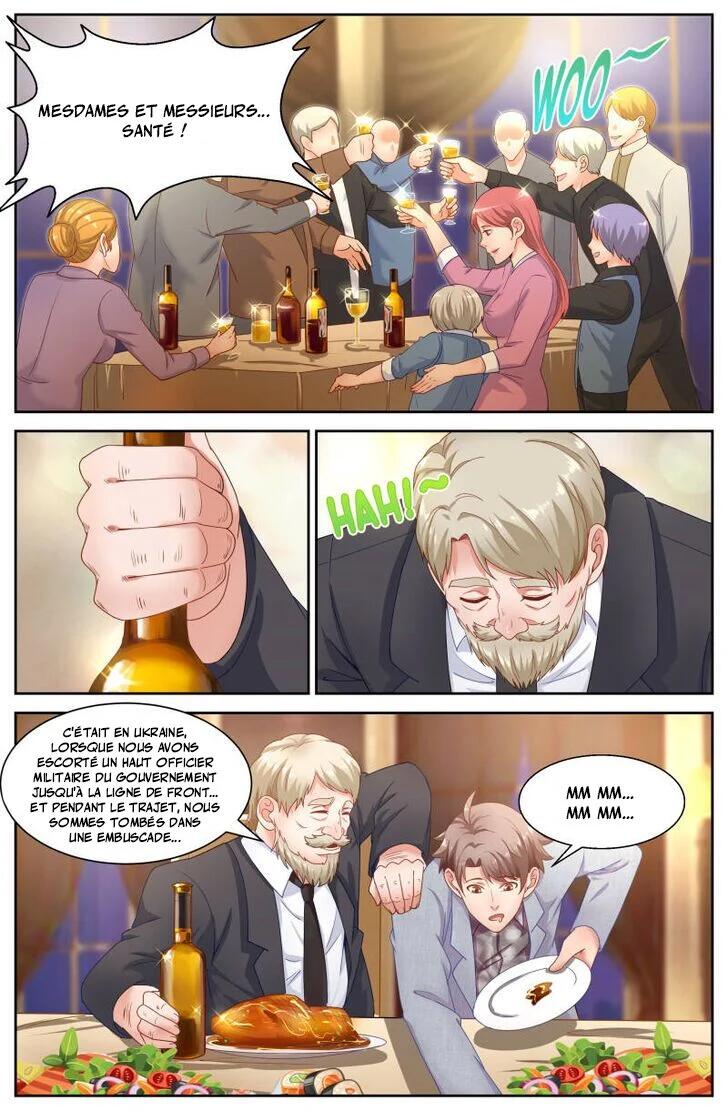 MESDAMES ET MESSIEURS...
SANTÉ !
WOO~
HAH!~
C'ÉTAIT EN UKRAINE,
LORSQUE NOUS AVONS
ESCORTÉ UN HAUT OFFICIER
MILITAIRE DU GOUVERNEMENT
JUSQU'À LA LIGNE DE FRONT...
ET PENDANT LE TRAJET, NOUS
SOMMES TOMBÉS DANS
UNE EMBUSCADE...
MM MM...
MM MM...